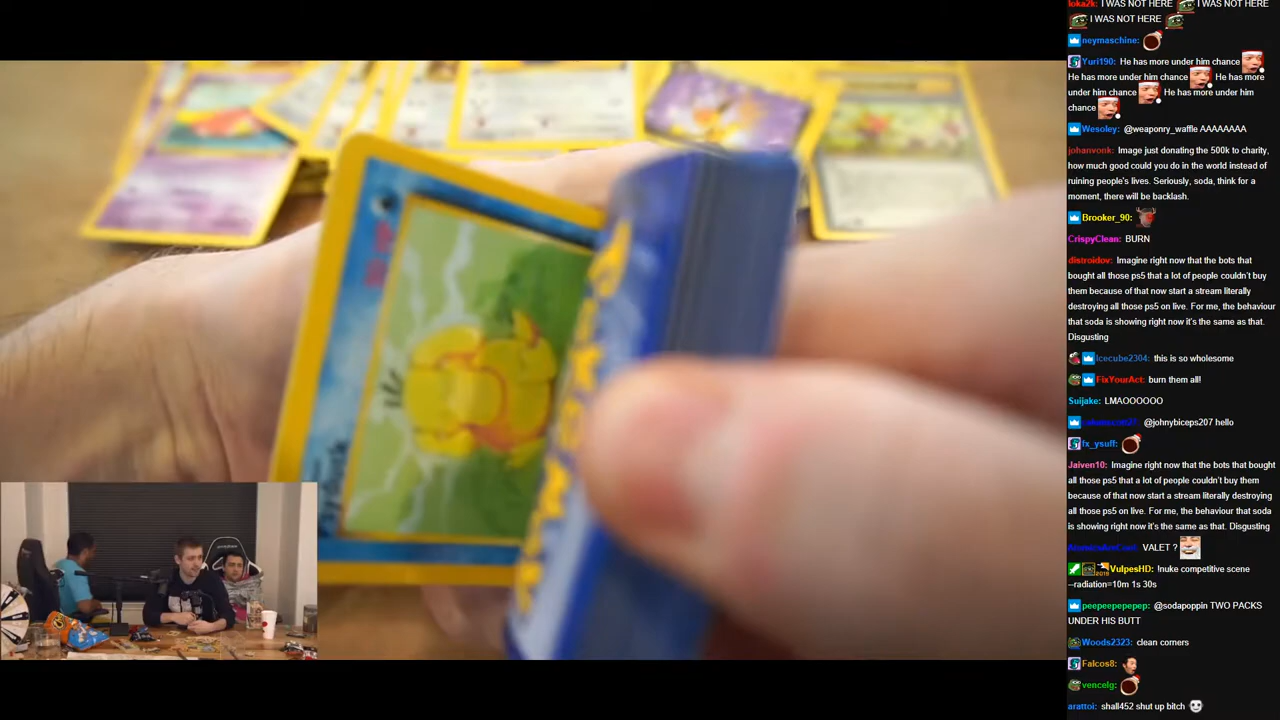 loka2k: I WAS NOT HERE I WAS NOT HERE
I WAS NOT HERE
neymaschine:
Yuri190: He has more under him chance
He has more under him chance He has more
under him chance He has more under him
chance
Wesoley: @weaponry_waffle AAAAAAAA
johanvonk: Image just donating the 500k to charity,
how much good could you do in the world instead of
ruining people's lives. Seriously, soda, think for a
moment, there will be backlash.
Brooker_90:
CrispyClean: BURN
distroidov: Imagine right now that the bots that
bought all those ps5 that a lot of people couldn't buy
them because of that now start a stream literally
destroying all those ps5 on live. For me, the behaviour
that soda is showing right now it's the same as that.
Disgusting
Icecube2304: this is so wholesome
FixYourAct: burn them all!
Suijake: LMAOOOOOO
@johnybiceps207 hello
fx_ysuff:
Jaiven10: Imagine right now that the bots that bought
all those ps5 that a lot of people couldn't buy them
because of that now start a stream literally destroying
all those ps5 on live. For me, the behaviour that soda
is showing right now it's the same as that. Disgusting
VALET ?
VulpesHD: !nuke competitive scene
--radiation=10m 1s 30s
peepeepepepep: @sodapoppin TWO PACKS
UNDER HIS BUTT
Woods2323: clean corners
Falcos8:
vencelg:
arattoi: shall452 shut up bitch